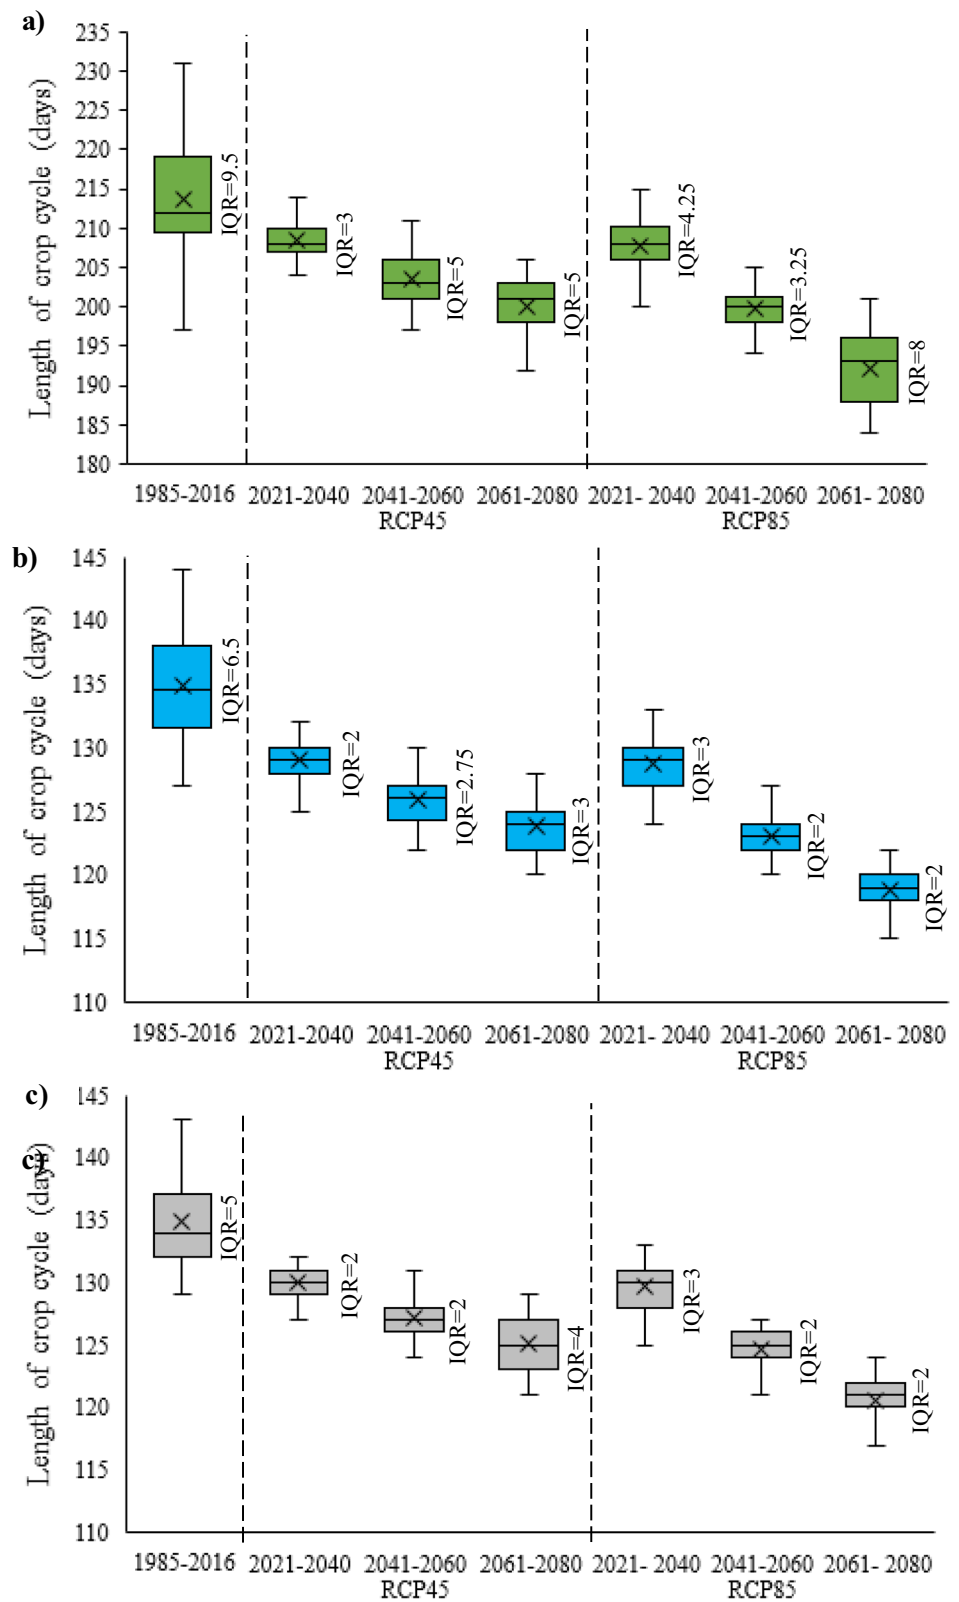 a)
Length of crop cycle (days)
235
230
225
220
215
210
205
200
195
190
185
180
IQR=9.5
IQR=3
IQR=5
IQR=5
IQR=4.25
IQR=3.25
IQR=8
1985-2016 2021-2040 2041-2060 2061-2080 2021- 2040 2041-2060 2061- 2080
RCP45 RCP85
b)
Length of crop cycle (days)
145
140
135
130
125
120
115
110
IQR=6.5
IQR=2
IQR=2.75
IQR=3
IQR=3
IQR=2
IQR=2
1985-2016 2021-2040 2041-2060 2061-2080 2021- 2040 2041-2060 2061- 2080
RCP45 RCP85
c)
c)
Length of crop cycle (days)
145
140
135
130
125
120
115
110
IQR=5
IQR=2
IQR=2
IQR=4
IQR=3
IQR=2
IQR=2
1985-2016 2021-2040 2041-2060 2061-2080 2021- 2040 2041-2060 2061- 2080
RCP45 RCP85